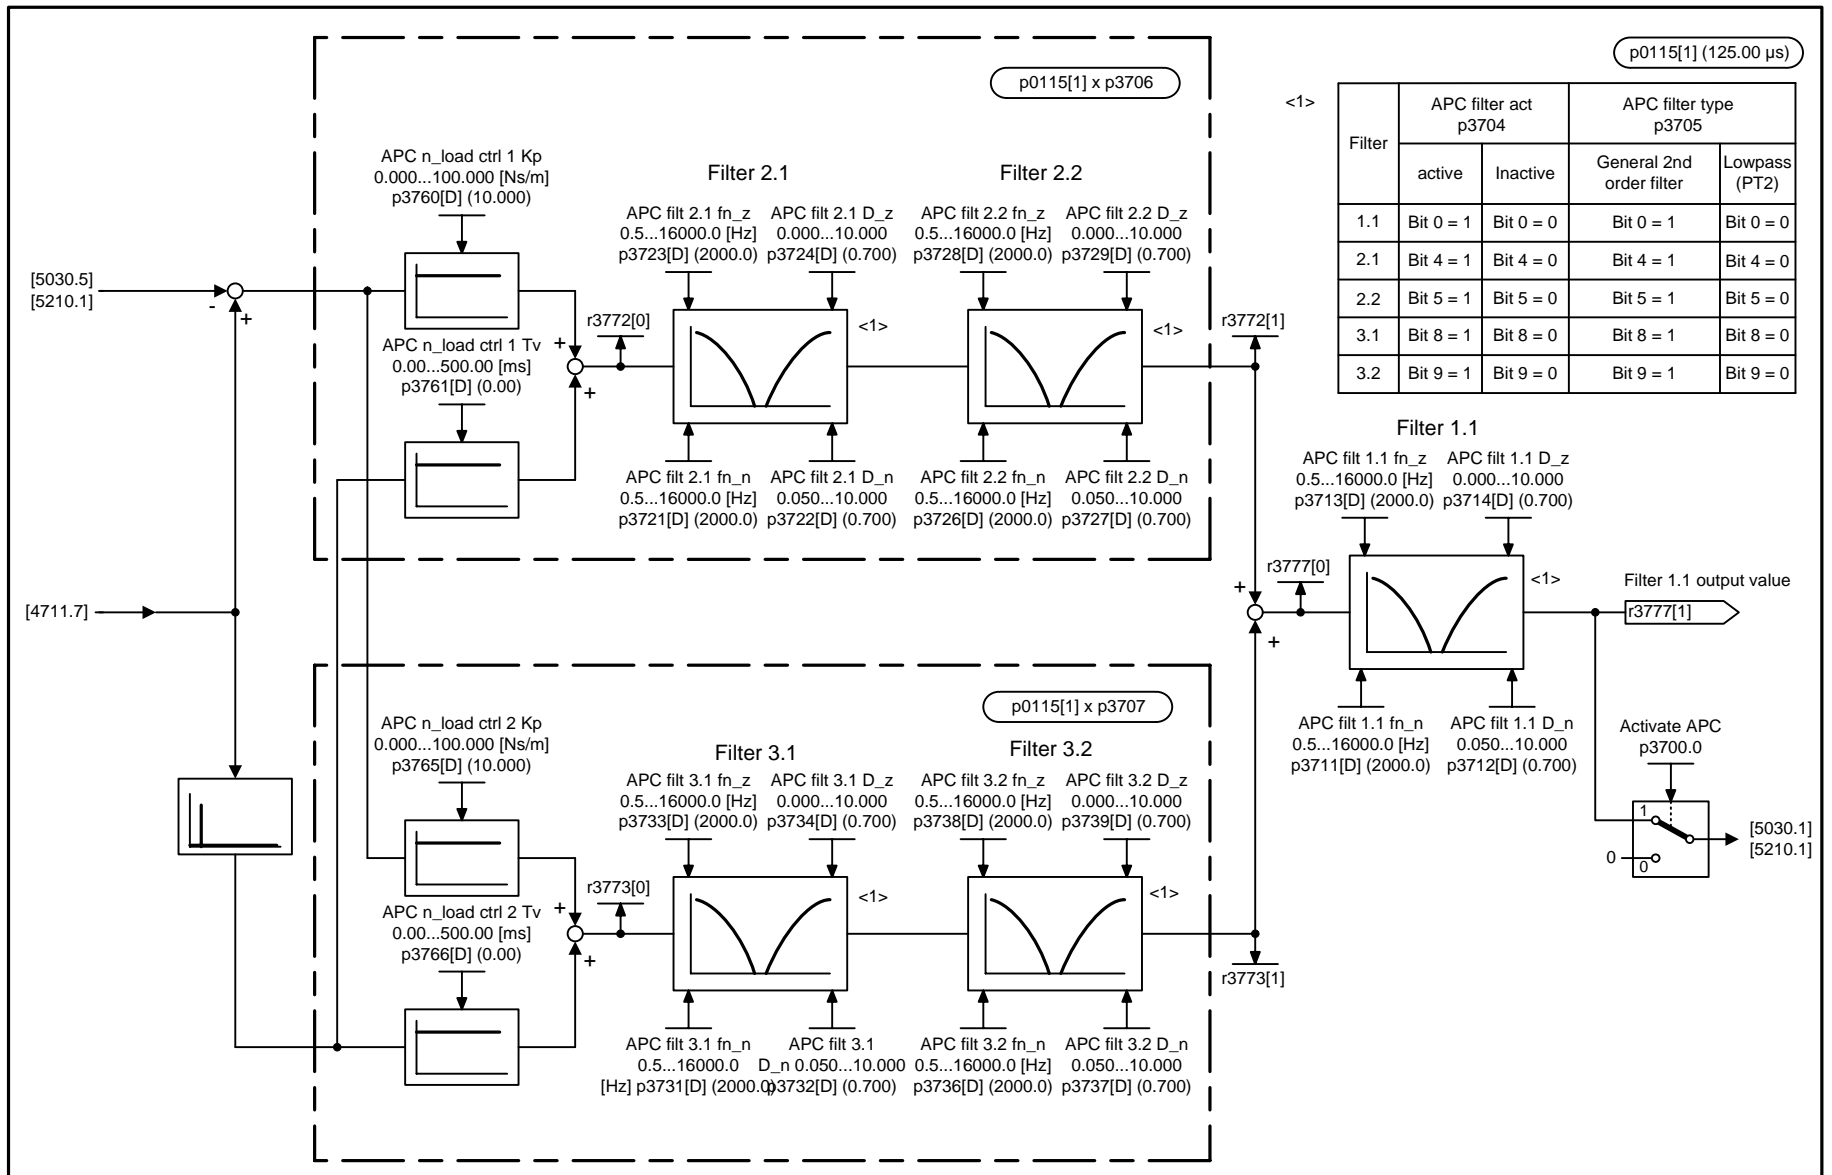 p0115[1] (125.00 µs)
p0115[1] x p3706
<1>
Filter
APC filter act
p3704
APC filter type
p3705
active
Inactive
General 2nd
order filter
Lowpass
(PT2)
1.1
Bit 0 = 1
Bit 0 = 0
Bit 0 = 1
Bit 0 = 0
2.1
Bit 4 = 1
Bit 4 = 0
Bit 4 = 1
Bit 4 = 0
2.2
Bit 5 = 1
Bit 5 = 0
Bit 5 = 1
Bit 5 = 0
3.1
Bit 8 = 1
Bit 8 = 0
Bit 8 = 1
Bit 8 = 0
3.2
Bit 9 = 1
Bit 9 = 0
Bit 9 = 1
Bit 9 = 0
APC n_load ctrl 1 Kp
0.000...100.000 [Ns/m]
p3760[D] (10.000)
Filter 2.1
Filter 2.2
APC filt 2.1 fn_z
0.5...16000.0 [Hz]
p3723[D] (2000.0)
APC filt 2.1 D_z
0.000...10.000
p3724[D] (0.700)
APC filt 2.2 fn_z
0.5...16000.0 [Hz]
p3728[D] (2000.0)
APC filt 2.2 D_z
0.000...10.000
p3729[D] (0.700)
[5030.5]
[5210.1]
-
+
APC n_load ctrl 1 Tv
0.00...500.00 [ms]
p3761[D] (0.00)
+
+
r3772[0]
<1>
<1>
r3772[1]
APC filt 2.1 fn_n
0.5...16000.0 [Hz]
p3721[D] (2000.0)
APC filt 2.1 D_n
0.050...10.000
p3722[D] (0.700)
APC filt 2.2 fn_n
0.5...16000.0 [Hz]
p3726[D] (2000.0)
APC filt 2.2 D_n
0.050...10.000
p3727[D] (0.700)
Filter 1.1
APC filt 1.1 fn_z
0.5...16000.0 [Hz]
p3713[D] (2000.0)
APC filt 1.1 D_z
0.000...10.000
p3714[D] (0.700)
[4711.7]
r3777[0]
+
+
<1>
Filter 1.1 output value
r3777[1]
APC filt 1.1 fn_n
0.5...16000.0 [Hz]
p3711[D] (2000.0)
APC filt 1.1 D_n
0.050...10.000
p3712[D] (0.700)
Activate APC
p3700.0
1
0
0
[5030.1]
[5210.1]
p0115[1] x p3707
APC n_load ctrl 2 Kp
0.000...100.000 [Ns/m]
p3765[D] (10.000)
Filter 3.1
Filter 3.2
APC filt 3.1 fn_z
0.5...16000.0 [Hz]
p3733[D] (2000.0)
APC filt 3.1 D_z
0.000...10.000
p3734[D] (0.700)
APC filt 3.2 fn_z
0.5...16000.0 [Hz]
p3738[D] (2000.0)
APC filt 3.2 D_z
0.000...10.000
p3739[D] (0.700)
APC n_load ctrl 2 Tv
0.00...500.00 [ms]
p3766[D] (0.00)
+
+
r3773[0]
<1>
<1>
r3773[1]
APC filt 3.1 fn_n
0.5...16000.0
[Hz] p3731[D] (2000.0)
APC filt 3.1
D_n 0.050...10.000
p3732[D] (0.700)
APC filt 3.2 fn_n
0.5...16000.0 [Hz]
p3736[D] (2000.0)
APC filt 3.2 D_n
0.050...10.000
p3737[D] (0.700)